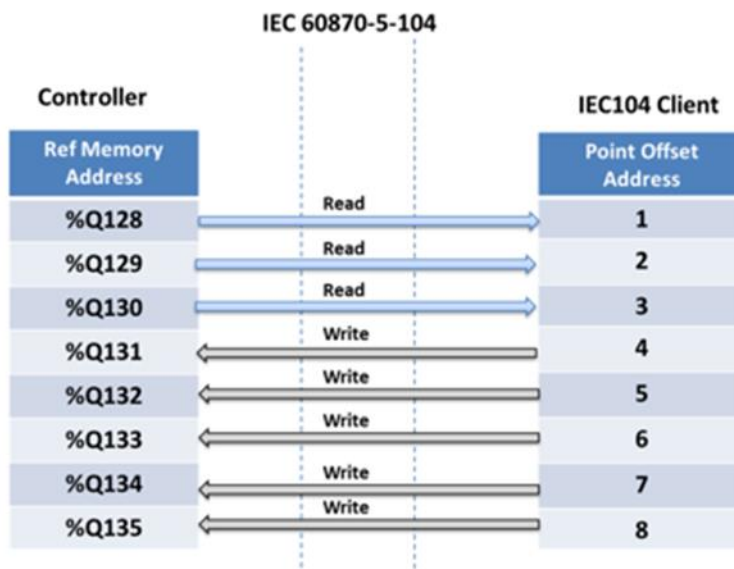 IEC 60870-5-104
Controller
IEC104 Client
Ref Memory
Address
Point Offset
Address
%Q128
Read
1
%Q129
Read
2
%Q130
Read
3
%Q131
Write
4
%Q132
Write
5
%Q133
Write
6
%Q134
Write
7
%Q135
Write
8